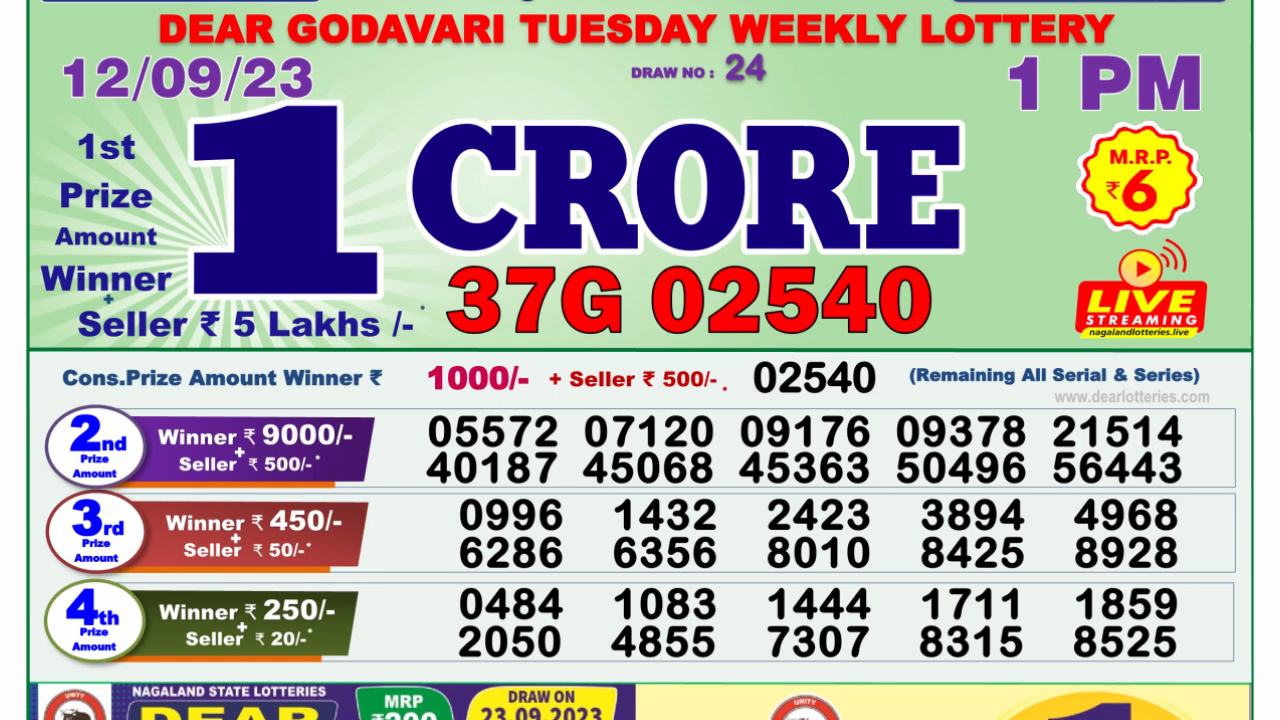 DEAR GODAVARI TUESDAY WEEKLY LOTTERY
12/09/23
DRAW NO : 24
1 PM
1st
Prize
Amount
Winner
+
Seller ₹ 5 Lakhs /- *
1 CRORE
37G 02540
M.R.P.
₹6
LIVE
STREAMING
nagalandlotteries.live
Cons.Prize Amount Winner ₹ 1000/- + Seller ₹ 500/- . 02540 (Remaining All Serial & Series)
www.dearlotteries.com
2nd
Prize
Amount
Winner ₹ 9000/-
+
Seller ₹ 500/- *
05572 07120 09176 09378 21514
40187 45068 45363 50496 56443
3rd
Prize
Amount
Winner ₹ 450/-
+
Seller ₹ 50/- *
0996 1432 2423 3894 4968
6286 6356 8010 8425 8928
4th
Prize
Amount
Winner ₹ 250/-
+
Seller ₹ 20/- *
0484 1083 1444 1711 1859
2050 4855 7307 8315 8525
UNITY
NAGALAND STATE LOTTERIES
DEAR
MRP
DRAW ON
23.09.2023
UNITY
1